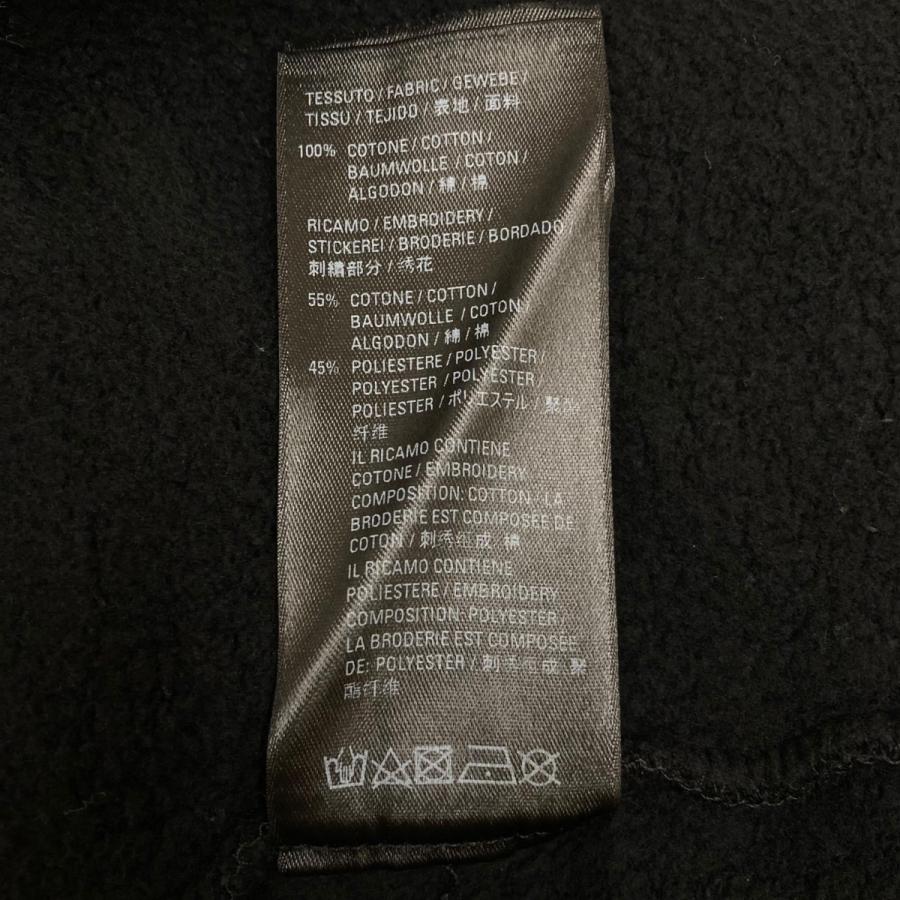 TESSUTO / FABRIC / GEWEBE /
TISSU / TEJIDO / 表地 / 面料
100% COTONE / COTTON /
BAUMWOLLE / COTON /
ALGODON / 綿 / 棉
RICAMO / EMBROIDERY /
STICKEREI / BRODERIE / BORDADO
刺繍部分 / 绣花
55% COTONE / COTTON /
BAUMWOLLE / COTON /
ALGODON / 綿 / 棉
45% POLIESTERE / POLYESTER /
POLYESTER / POLYESTER /
POLIESTER / ポリエステル / 聚酯
纤维
IL RICAMO CONTIENE
COTONE / EMBROIDERY
COMPOSITION: COTTON. LA
BRODERIE EST COMPOSÉE DE:
COTON / 刺绣组成: 棉
IL RICAMO CONTIENE
POLIESTERE / EMBROIDERY
COMPOSITION: POLYESTER.
LA BRODERIE EST COMPOSÉE
DE: POLYESTER / 刺绣组成: 聚
酯纤维